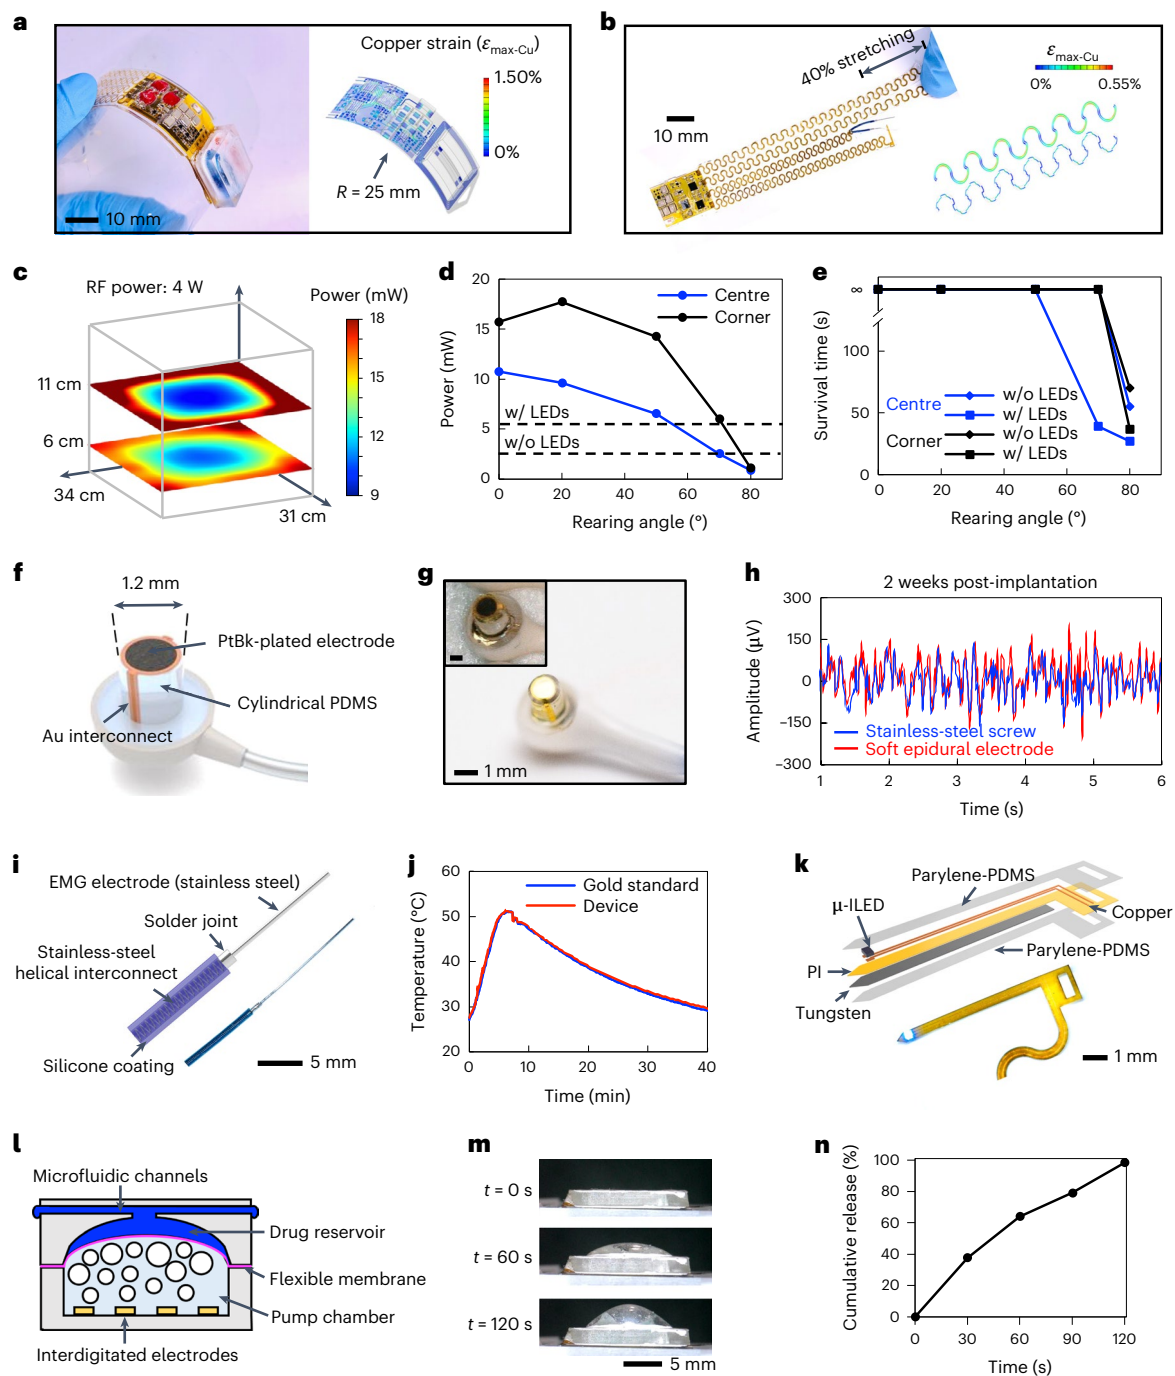 a
Copper strain (εmax-Cu)
1.50%
0%
R = 25 mm
10 mm
b
40% stretching
εmax-Cu
0%
0.55%
10 mm
c
RF power: 4 W
Power (mW)
18
15
12
9
11 cm
6 cm
34 cm
31 cm
d
Power (mW)
20
15
10
5
0
Centre
Corner
w/ LEDs
w/o LEDs
0 20 40 60 80
Rearing angle (°)
e
Survival time (s)
∞
100
50
0
Centre
w/o LEDs
w/ LEDs
Corner
w/o LEDs
w/ LEDs
0 20 40 60 80
Rearing angle (°)
f
1.2 mm
PtBk-plated electrode
Cylindrical PDMS
Au interconnect
g
1 mm
h
2 weeks post-implantation
Amplitude (μV)
300
150
0
−150
−300
Stainless-steel screw
Soft epidural electrode
1 2 3 4 5 6
Time (s)
i
EMG electrode (stainless steel)
Solder joint
Stainless-steel
helical interconnect
Silicone coating
5 mm
j
Temperature (°C)
60
50
40
30
20
Gold standard
Device
0 10 20 30 40
Time (min)
k
Parylene-PDMS
μ-ILED
Copper
Parylene-PDMS
PI
Tungsten
1 mm
l
Microfluidic channels
Drug reservoir
Flexible membrane
Pump chamber
Interdigitated electrodes
m
t = 0 s
t = 60 s
t = 120 s
5 mm
n
Cumulative release (%)
100
80
60
40
20
0
0 30 60 90 120
Time (s)